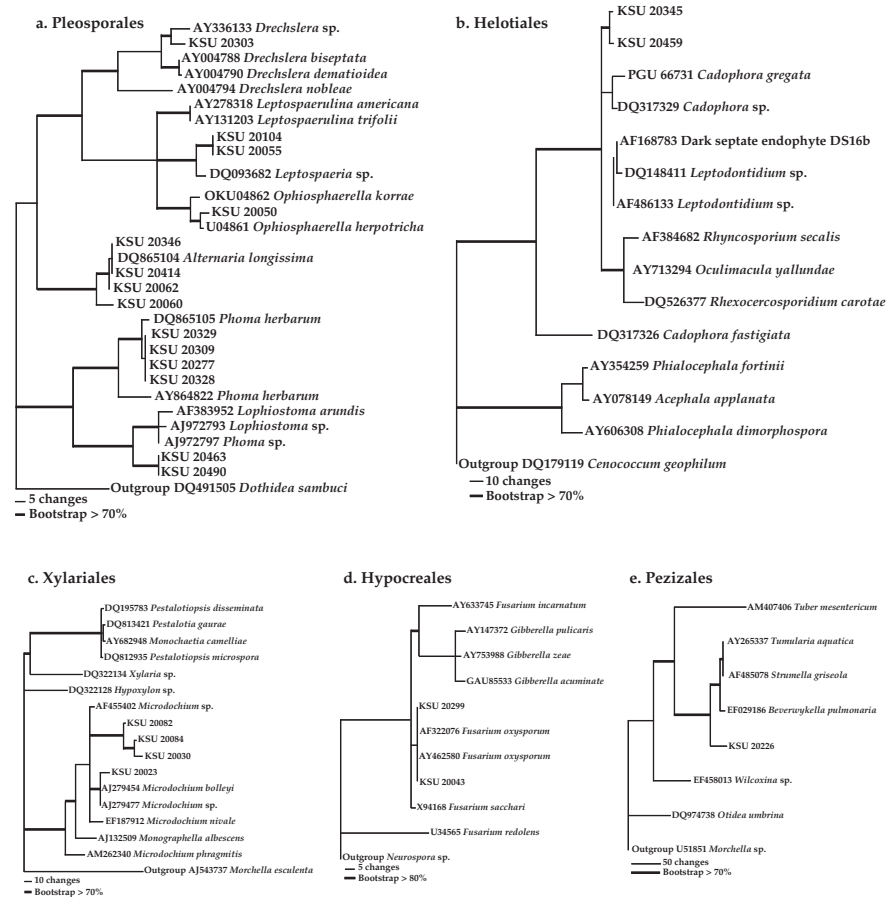 a. Pleosporales
AY336133 Drechslera sp.
KSU 20303
AY004788 Drechslera biseptata
AY004790 Drechslera dematioidea
AY004794 Drechslera nobleae
AY278318 Leptospaerulina americana
AY131203 Leptospaerulina trifolii
KSU 20104
KSU 20055
DQ093682 Leptospaeria sp.
OKU04862 Ophiosphaerella korrae
KSU 20050
U04861 Ophiosphaerella herpotricha
KSU 20346
DQ865104 Alternaria longissima
KSU 20414
KSU 20062
KSU 20060
DQ865105 Phoma herbarum
KSU 20329
KSU 20309
KSU 20277
KSU 20328
AY864822 Phoma herbarum
AF383952 Lophiostoma arundis
AJ972793 Lophiostoma sp.
AJ972797 Phoma sp.
KSU 20463
KSU 20490
Outgroup DQ491505 Dothidea sambuci
5 changes
Bootstrap > 70%
b. Helotiales
KSU 20345
KSU 20459
PGU 66731 Cadophora gregata
DQ317329 Cadophora sp.
AF168783 Dark septate endophyte DS16b
DQ148411 Leptodontidium sp.
AF486133 Leptodontidium sp.
AF384682 Rhyncosporium secalis
AY713294 Oculimacula yallundae
DQ526377 Rhexocercosporidium carotae
DQ317326 Cadophora fastigiata
AY354259 Phialocephala fortinii
AY078149 Acephala applanata
AY606308 Phialocephala dimorphospora
Outgroup DQ179119 Cenococcum geophilum
10 changes
Bootstrap > 70%
c. Xylariales
DQ195783 Pestalotiopsis disseminata
DQ813421 Pestalotia gaurae
AY682948 Monochaetia camelliae
DQ812935 Pestalotiopsis microspora
DQ322134 Xylaria sp.
DQ322128 Hypoxylon sp.
AF455402 Microdochium sp.
KSU 20082
KSU 20084
KSU 20030
KSU 20023
AJ279454 Microdochium bolleyi
AJ279477 Microdochium sp.
EF187912 Microdochium nivale
AJ132509 Monographella albescens
AM262340 Microdochium phragmitis
Outgroup AJ543737 Morchella esculenta
10 changes
Bootstrap > 70%
d. Hypocreales
AY633745 Fusarium incarnatum
AY147372 Gibberella pulicaris
AY753988 Gibberella zeae
GAU85533 Gibberella acuminate
KSU 20299
AF322076 Fusarium oxysporum
AY462580 Fusarium oxysporum
KSU 20043
X94168 Fusarium sacchari
U34565 Fusarium redolens
Outgroup Neurospora sp.
5 changes
Bootstrap > 80%
e. Pezizales
AM407406 Tuber mesentericum
AY265337 Tumularia aquatica
AF485078 Strumella griseola
EF029186 Beverwykella pulmonaria
KSU 20226
EF458013 Wilcoxina sp.
DQ974738 Otidea umbrina
Outgroup U51851 Morchella sp.
50 changes
Bootstrap > 70%